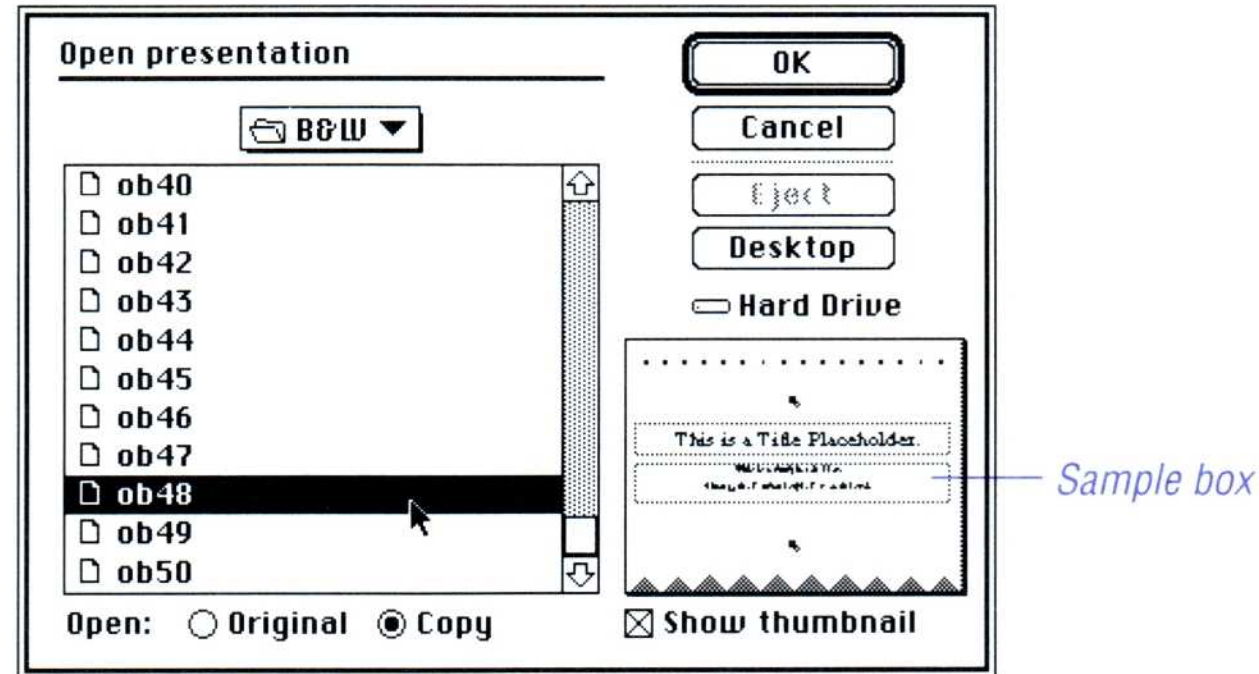 Open presentation
B&W
ob40
ob41
ob42
ob43
ob44
ob45
ob46
ob47
ob48
ob49
ob50
Open: Original Copy
OK
Cancel
Eject
Desktop
Hard Drive
This is a Title Placeholder.
Show thumbnail
Sample box